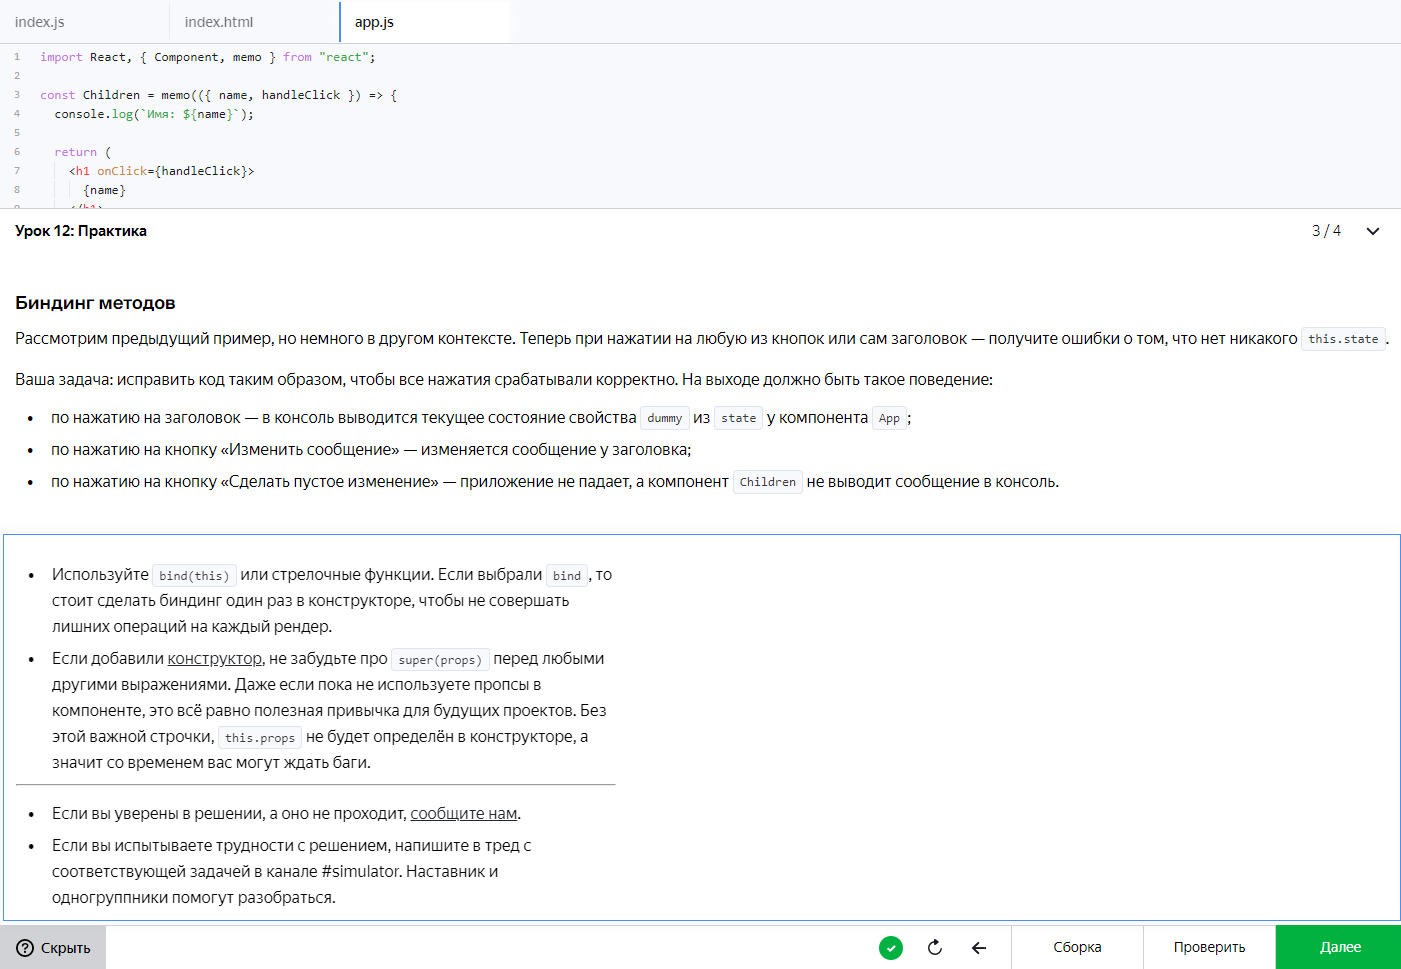 index.js
index.html
app.js
1 import React, { Component, memo } from "react";
2
3 const Children = memo(({ name, handleClick }) => {
4 console.log(`Имя: ${name}`);
5
6 return (
7 <h1 onClick={handleClick}>
8 {name}
9 </h1>
Урок 12: Практика
3 / 4
Биндинг методов
Рассмотрим предыдущий пример, но немного в другом контексте. Теперь при нажатии на любую из кнопок или сам заголовок — получите ошибки о том, что нет никакого this.state.
Ваша задача: исправить код таким образом, чтобы все нажатия срабатывали корректно. На выходе должно быть такое поведение:
• по нажатию на заголовок — в консоль выводится текущее состояние свойства dummy из state у компонента App;
• по нажатию на кнопку «Изменить сообщение» — изменяется сообщение у заголовка;
• по нажатию на кнопку «Сделать пустое изменение» — приложение не падает, а компонент Children не выводит сообщение в консоль.
• Используйте bind(this) или стрелочные функции. Если выбрали bind, то
стоит сделать биндинг один раз в конструкторе, чтобы не совершать
лишних операций на каждый рендер.
• Если добавили конструктор, не забудьте про super(props) перед любыми
другими выражениями. Даже если пока не используете пропсы в
компоненте, это всё равно полезная привычка для будущих проектов. Без
этой важной строчки, this.props не будет определён в конструкторе, а
значит со временем вас могут ждать баги.
• Если вы уверены в решении, а оно не проходит, сообщите нам.
• Если вы испытываете трудности с решением, напишите в тред с
соответствующей задачей в канале #simulator. Наставник и
одногруппники помогут разобраться.
? Скрыть
Сборка
Проверить
Далее